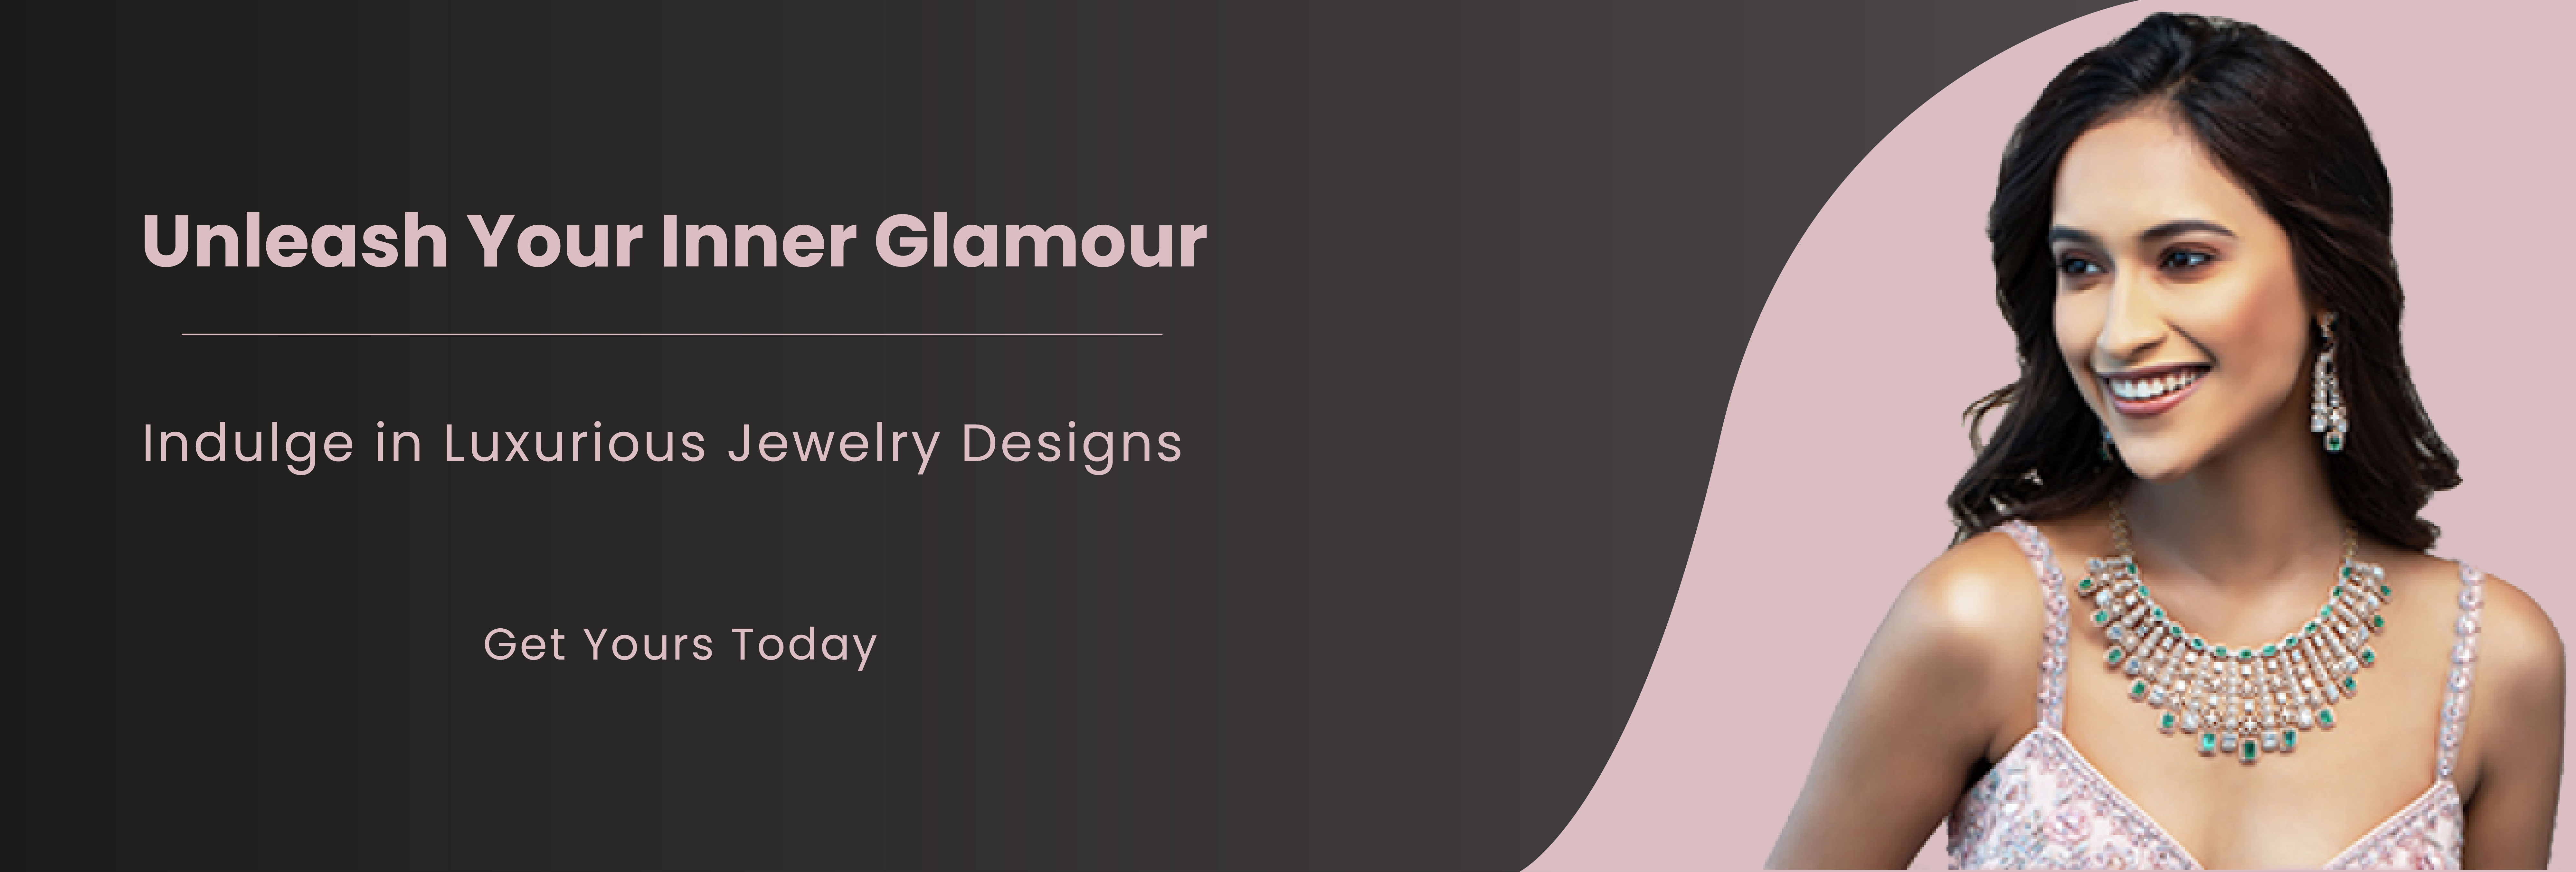 Unleash Your Inner Glamour
Indulge in Luxurious Jewelry Designs
Get Yours Today